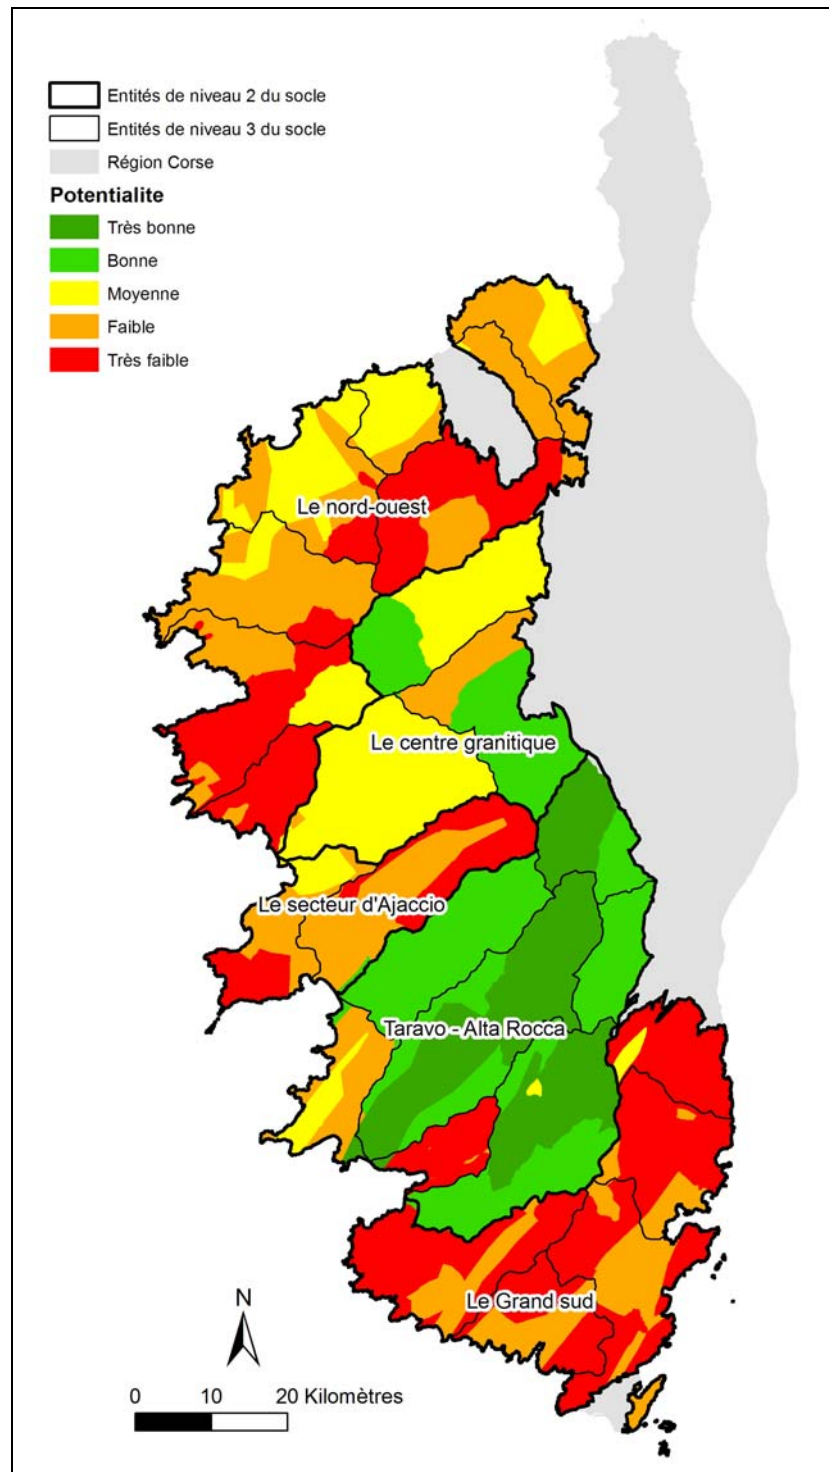 Entités de niveau 2 du socle
Entités de niveau 3 du socle
Région Corse
Potentialite
Très bonne
Bonne
Moyenne
Faible
Très faible
Le nord-ouest
Le centre granitique
Le secteur d'Ajaccio
Taravo - Alta Rocca
Le Grand sud
N
0 10 20 Kilomètres